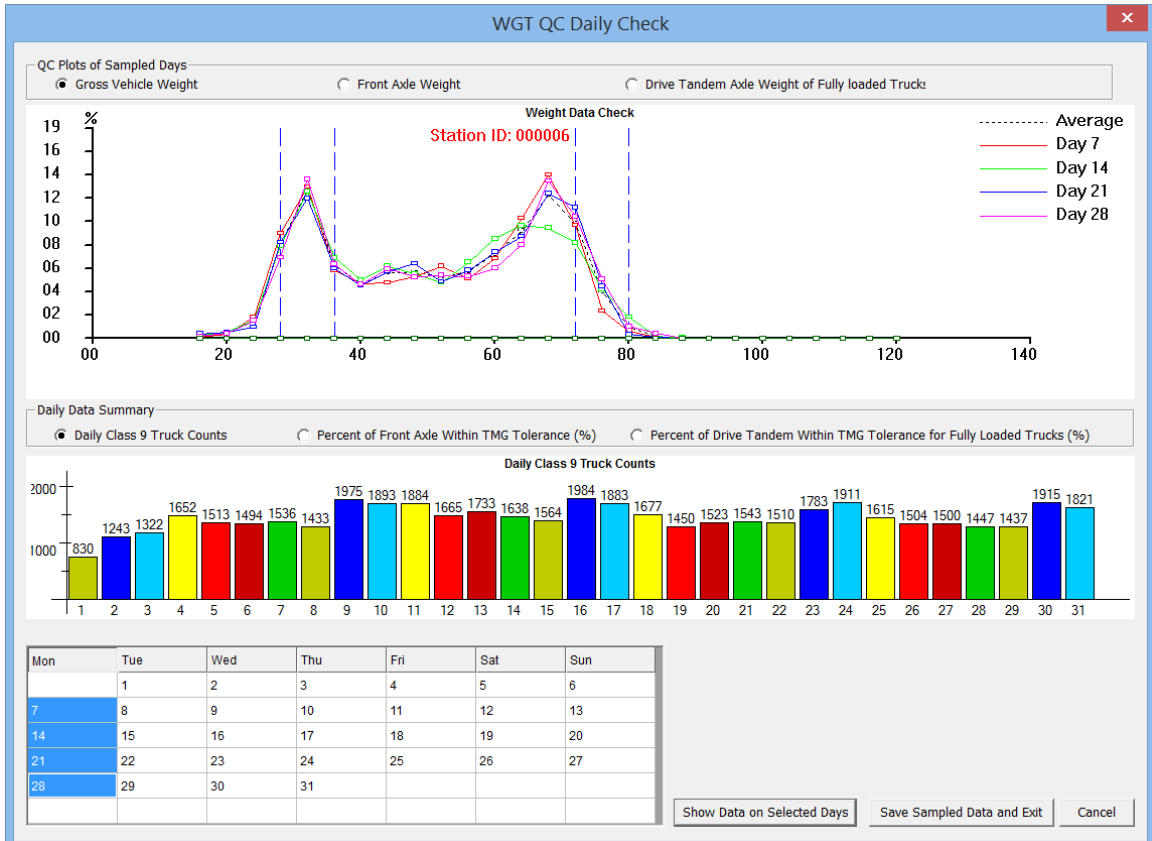 WGT QC Daily Check
QC Plots of Sampled Days
Gross Vehicle Weight Front Axle Weight Drive Tandem Axle Weight of Fully loaded Trucks
Weight Data Check
%
Station ID: 000006
19
16
14
12
10
08
06
04
02
00
00 20 40 60 80 100 120 140
Average
Day 7
Day 14
Day 21
Day 28
Daily Data Summary
Daily Class 9 Truck Counts Percent of Front Axle Within TMG Tolerance (%) Percent of Drive Tandem Within TMG Tolerance for Fully Loaded Trucks (%)
Daily Class 9 Truck Counts
2000
1000
830 1243 1322 1652 1513 1494 1536 1433 1975 1893 1884 1665 1733 1638 1564 1984 1883 1677 1450 1523 1543 1510 1783 1911 1615 1504 1500 1447 1437 1915 1821
1 2 3 4 5 6 7 8 9 10 11 12 13 14 15 16 17 18 19 20 21 22 23 24 25 26 27 28 29 30 31
Mon Tue Wed Thu Fri Sat Sun
1 2 3 4 5 6
7 8 9 10 11 12 13
14 15 16 17 18 19 20
21 22 23 24 25 26 27
28 29 30 31
Show Data on Selected Days Save Sampled Data and Exit Cancel